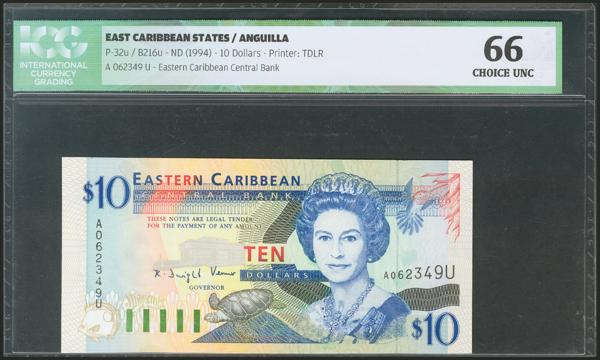 ICG
INTERNATIONAL
CURRENCY
GRADING
EAST CARIBBEAN STATES / ANGUILLA
P-32u / B216u - ND (1994) - 10 Dollars - Printer: TDLR
A 062349 U - Eastern Caribbean Central Bank
66
CHOICE UNC
EASTERN CARIBBEAN
CENTRAL BANK
$10
THESE NOTES ARE LEGAL TENDER
FOR THE PAYMENT OF ANY AMOUNT
TEN
DOLLARS
A062349U
K. Dwight Venner
GOVERNOR
A062349U
$10